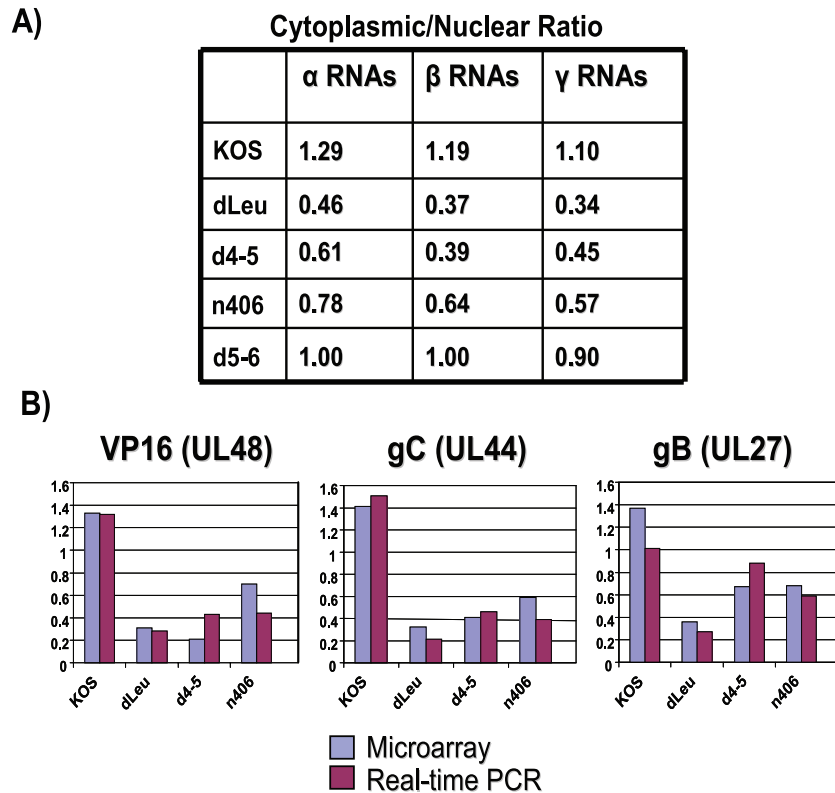 A)
Cytoplasmic/Nuclear Ratio
α RNAs β RNAs γ RNAs
KOS 1.29 1.19 1.10
dLeu 0.46 0.37 0.34
d4-5 0.61 0.39 0.45
n406 0.78 0.64 0.57
d5-6 1.00 1.00 0.90
B)
VP16 (UL48) gC (UL44) gB (UL27)
1.6 1.6 1.6
1.4 1.4 1.4
1.2 1.2 1.2
1 1 1
0.8 0.8 0.8
0.6 0.6 0.6
0.4 0.4 0.4
0.2 0.2 0.2
0 0 0
KOS dLeu d4-5 n406 KOS dLeu d4-5 n406 KOS dLeu d4-5 n406
Microarray
Real-time PCR